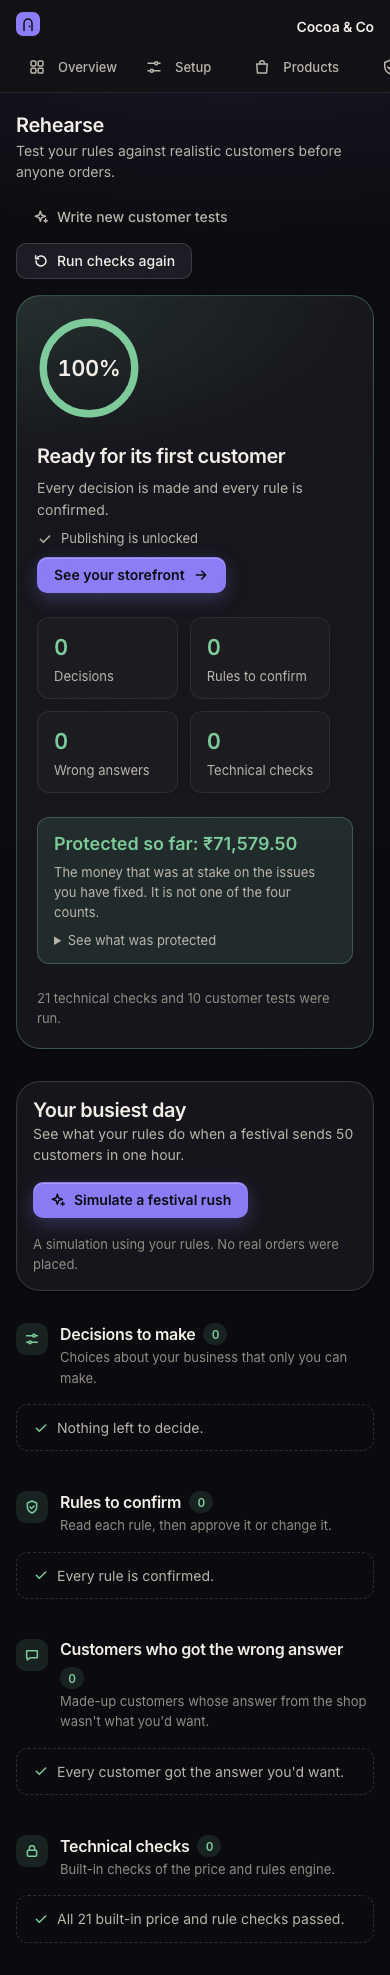 Cocoa & Co
Overview
Setup
Products
Rehearse
Test your rules against realistic customers before
anyone orders.
Write new customer tests
Run checks again
100%
Ready for its first customer
Every decision is made and every rule is
confirmed.
Publishing is unlocked
See your storefront →
0
Decisions
0
Rules to confirm
0
Wrong answers
0
Technical checks
Protected so far: ₹71,579.50
The money that was at stake on the issues
you have fixed. It is not one of the four
counts.
See what was protected
21 technical checks and 10 customer tests were
run.
Your busiest day
See what your rules do when a festival sends 50
customers in one hour.
Simulate a festival rush
A simulation using your rules. No real orders were
placed.
Decisions to make 0
Choices about your business that only you can
make.
Nothing left to decide.
Rules to confirm 0
Read each rule, then approve it or change it.
Every rule is confirmed.
Customers who got the wrong answer
0
Made-up customers whose answer from the shop
wasn't what you'd want.
Every customer got the answer you'd want.
Technical checks 0
Built-in checks of the price and rules engine.
All 21 built-in price and rule checks passed.